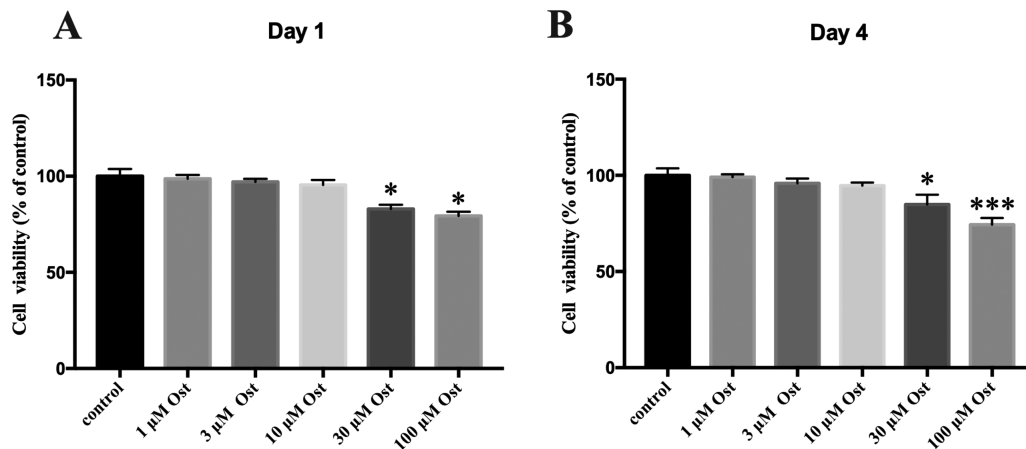 A
Day 1
Cell viability (% of control)
150
100
50
0
*
*
control
1 µM Ost
3 µM Ost
10 µM Ost
30 µM Ost
100 µM Ost
B
Day 4
Cell viability (% of control)
150
100
50
0
*
***
control
1 µM Ost
3 µM Ost
10 µM Ost
30 µM Ost
100 µM Ost